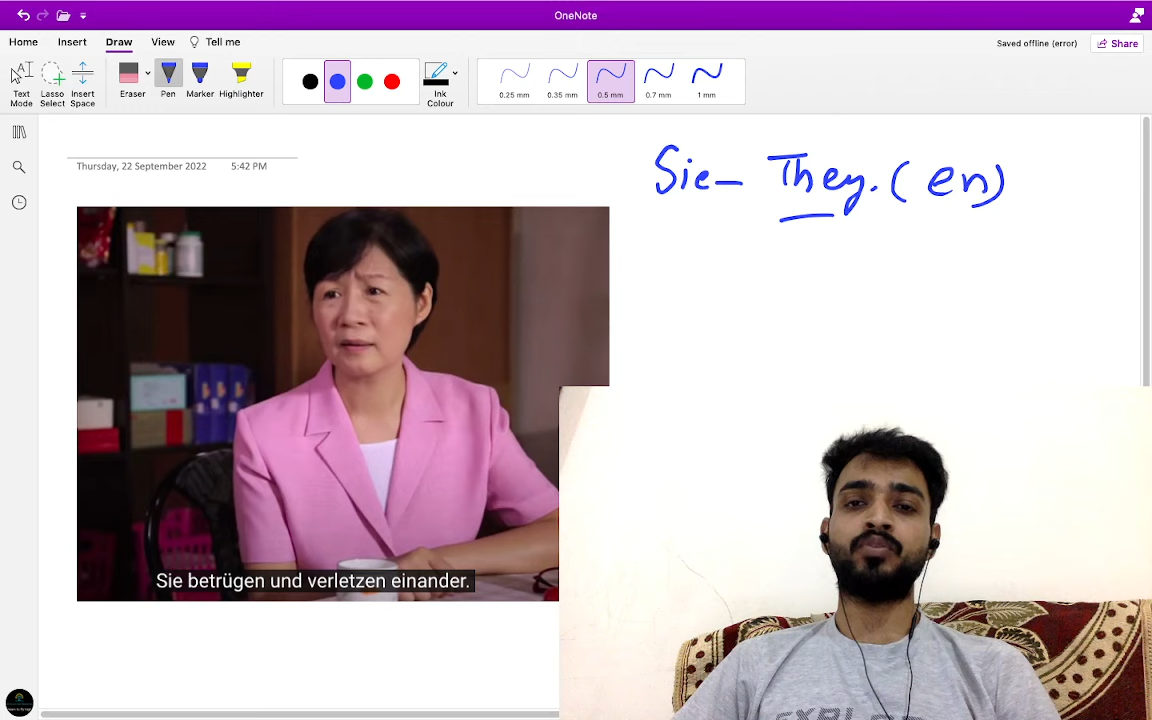 OneNote
Home Insert Draw View Tell me
Saved offline (error)
Share
Text Mode
Lasso Select
Insert Space
Eraser
Pen
Marker
Highlighter
Ink Colour
0.25 mm
0.35 mm
0.5 mm
0.7 mm
1 mm
Thursday, 22 September 2022 5:42 PM
Sie — They. (en)
Sie betrügen und verletzen einander.